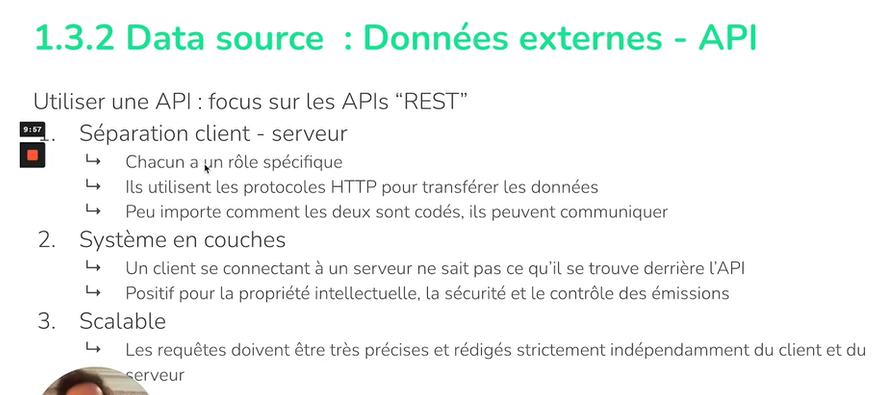 1.3.2 Data source : Données externes - API
Utiliser une API : focus sur les APIs “REST”
9:57
1. Séparation client - serveur
↳ Chacun a un rôle spécifique
↳ Ils utilisent les protocoles HTTP pour transférer les données
↳ Peu importe comment les deux sont codés, ils peuvent communiquer
2. Système en couches
↳ Un client se connectant à un serveur ne sait pas ce qu’il se trouve derrière l’API
↳ Positif pour la propriété intellectuelle, la sécurité et le contrôle des émissions
3. Scalable
↳ Les requêtes doivent être très précises et rédigés strictement indépendamment du client et du
serveur